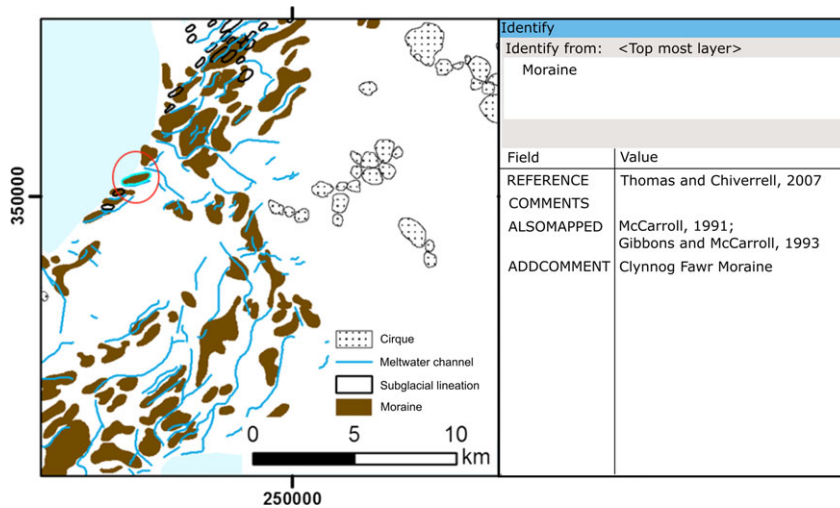 350000
250000
Cirque
Meltwater channel
Subglacial lineation
Moraine
0 5 10
km
Identify
Identify from: <Top most layer>
Moraine
Field Value
REFERENCE Thomas and Chiverrell, 2007
COMMENTS
ALSOMAPPED McCarroll, 1991;
Gibbons and McCarroll, 1993
ADDCOMMENT Clynnog Fawr Moraine